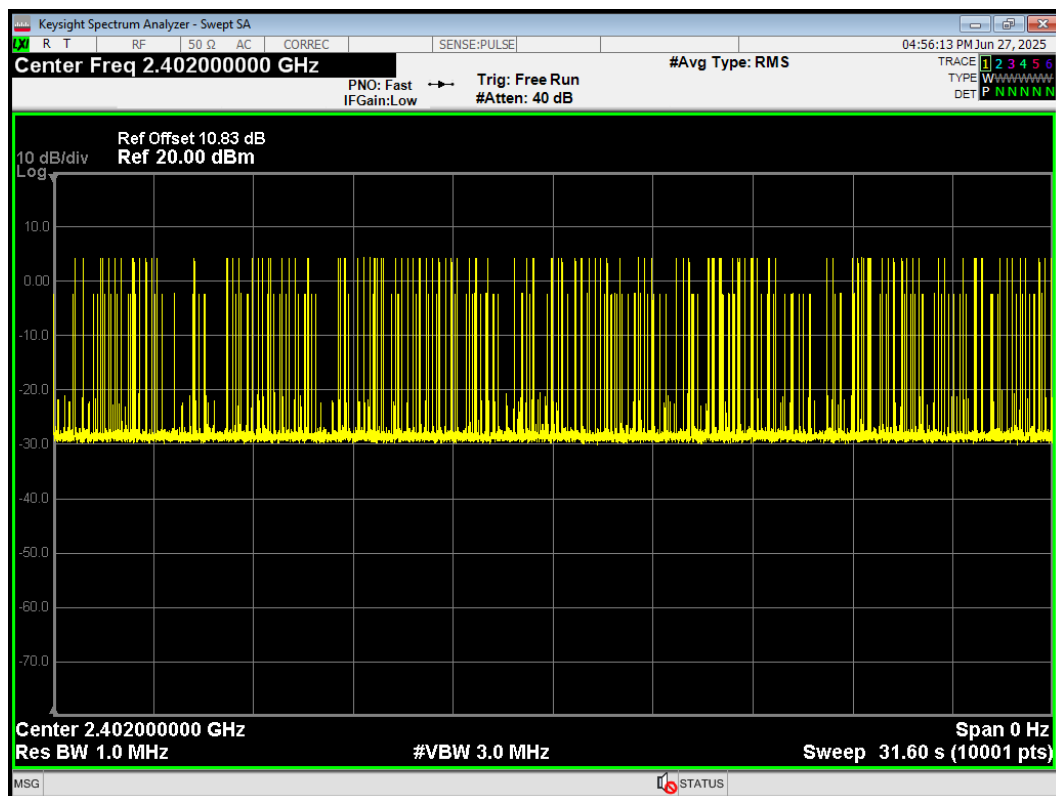 Keysight Spectrum Analyzer - Swept SA
LXI R T RF 50 Ω AC CORREC SENSE:PULSE 04:56:13 PM Jun 27, 2025
Center Freq 2.402000000 GHz #Avg Type: RMS TRACE 1 2 3 4 5 6
PNO: Fast Trig: Free Run TYPE WWWWWWW
IFGain:Low #Atten: 40 dB DET P N N N N N
Ref Offset 10.83 dB
10 dB/div Ref 20.00 dBm
Log
10.0
0.00
-10.0
-20.0
-30.0
-40.0
-50.0
-60.0
-70.0
Center 2.402000000 GHz Span 0 Hz
Res BW 1.0 MHz #VBW 3.0 MHz Sweep 31.60 s (10001 pts)
MSG STATUS